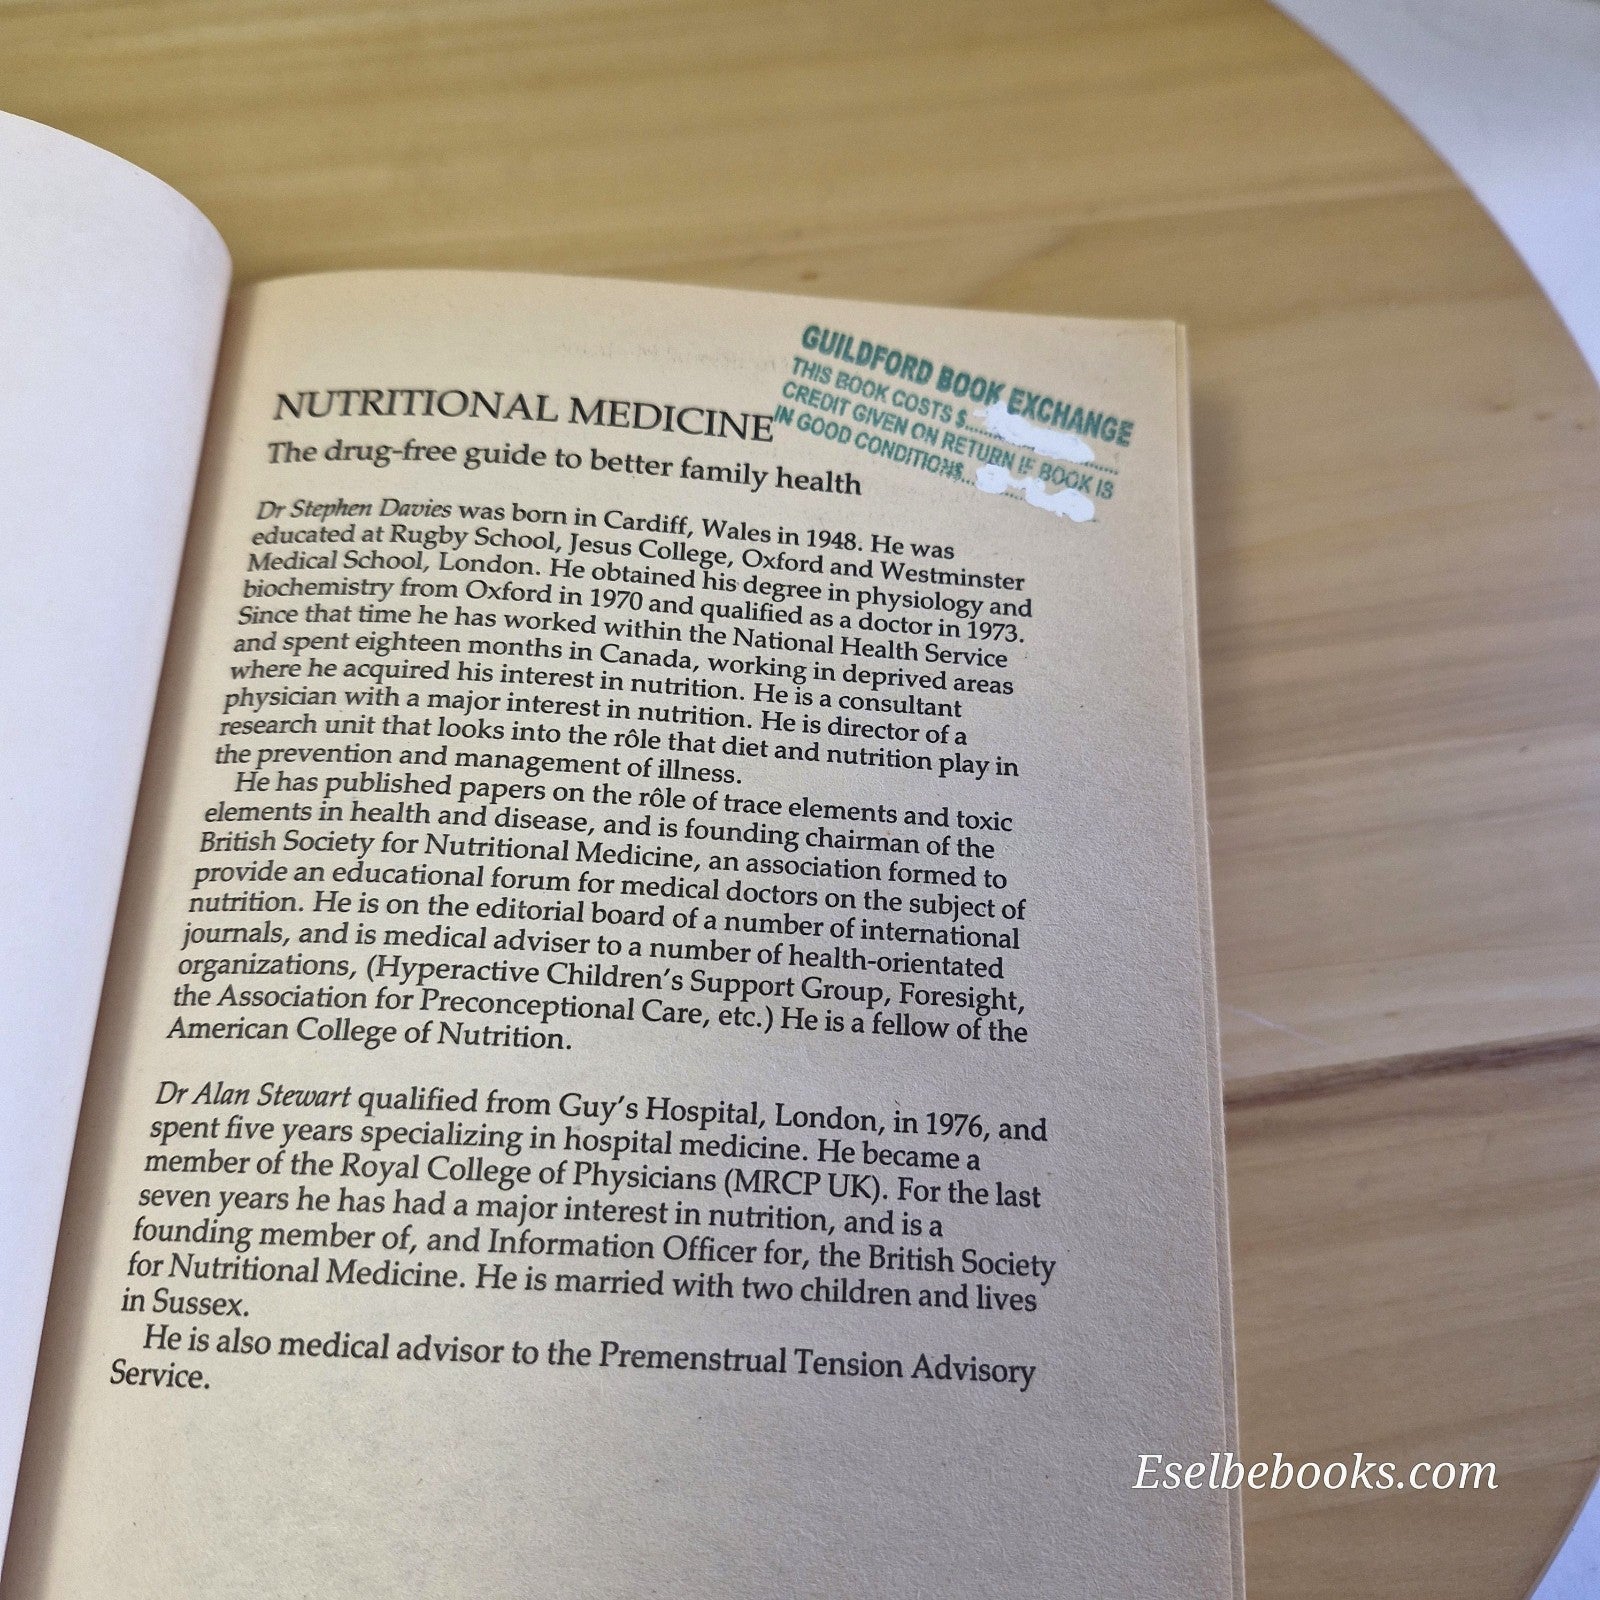 GUILDFORD BOOK EXCHANGE
THIS BOOK COSTS $
CREDIT GIVEN ON RETURN IF BOOK IS
IN GOOD CONDITION $
NUTRITIONAL MEDICINE
The drug-free guide to better family health
Dr Stephen Davies was born in Cardiff, Wales in 1948. He was
educated at Rugby School, Jesus College, Oxford and Westminster
Medical School, London. He obtained his degree in physiology and
biochemistry from Oxford in 1970 and qualified as a doctor in 1973.
Since that time he has worked within the National Health Service
and spent eighteen months in Canada, working in deprived areas
where he acquired his interest in nutrition. He is a consultant
physician with a major interest in nutrition. He is director of a
research unit that looks into the rôle that diet and nutrition play in
the prevention and management of illness.
He has published papers on the rôle of trace elements and toxic
elements in health and disease, and is founding chairman of the
British Society for Nutritional Medicine, an association formed to
provide an educational forum for medical doctors on the subject of
nutrition. He is on the editorial board of a number of international
journals, and is medical adviser to a number of health-orientated
organizations, (Hyperactive Children's Support Group, Foresight,
the Association for Preconceptional Care, etc.) He is a fellow of the
American College of Nutrition.
Dr Alan Stewart qualified from Guy's Hospital, London, in 1976, and
spent five years specializing in hospital medicine. He became a
member of the Royal College of Physicians (MRCP UK). For the last
seven years he has had a major interest in nutrition, and is a
founding member of, and Information Officer for, the British Society
for Nutritional Medicine. He is married with two children and lives
in Sussex.
He is also medical advisor to the Premenstrual Tension Advisory
Service.
Eselbebooks.com